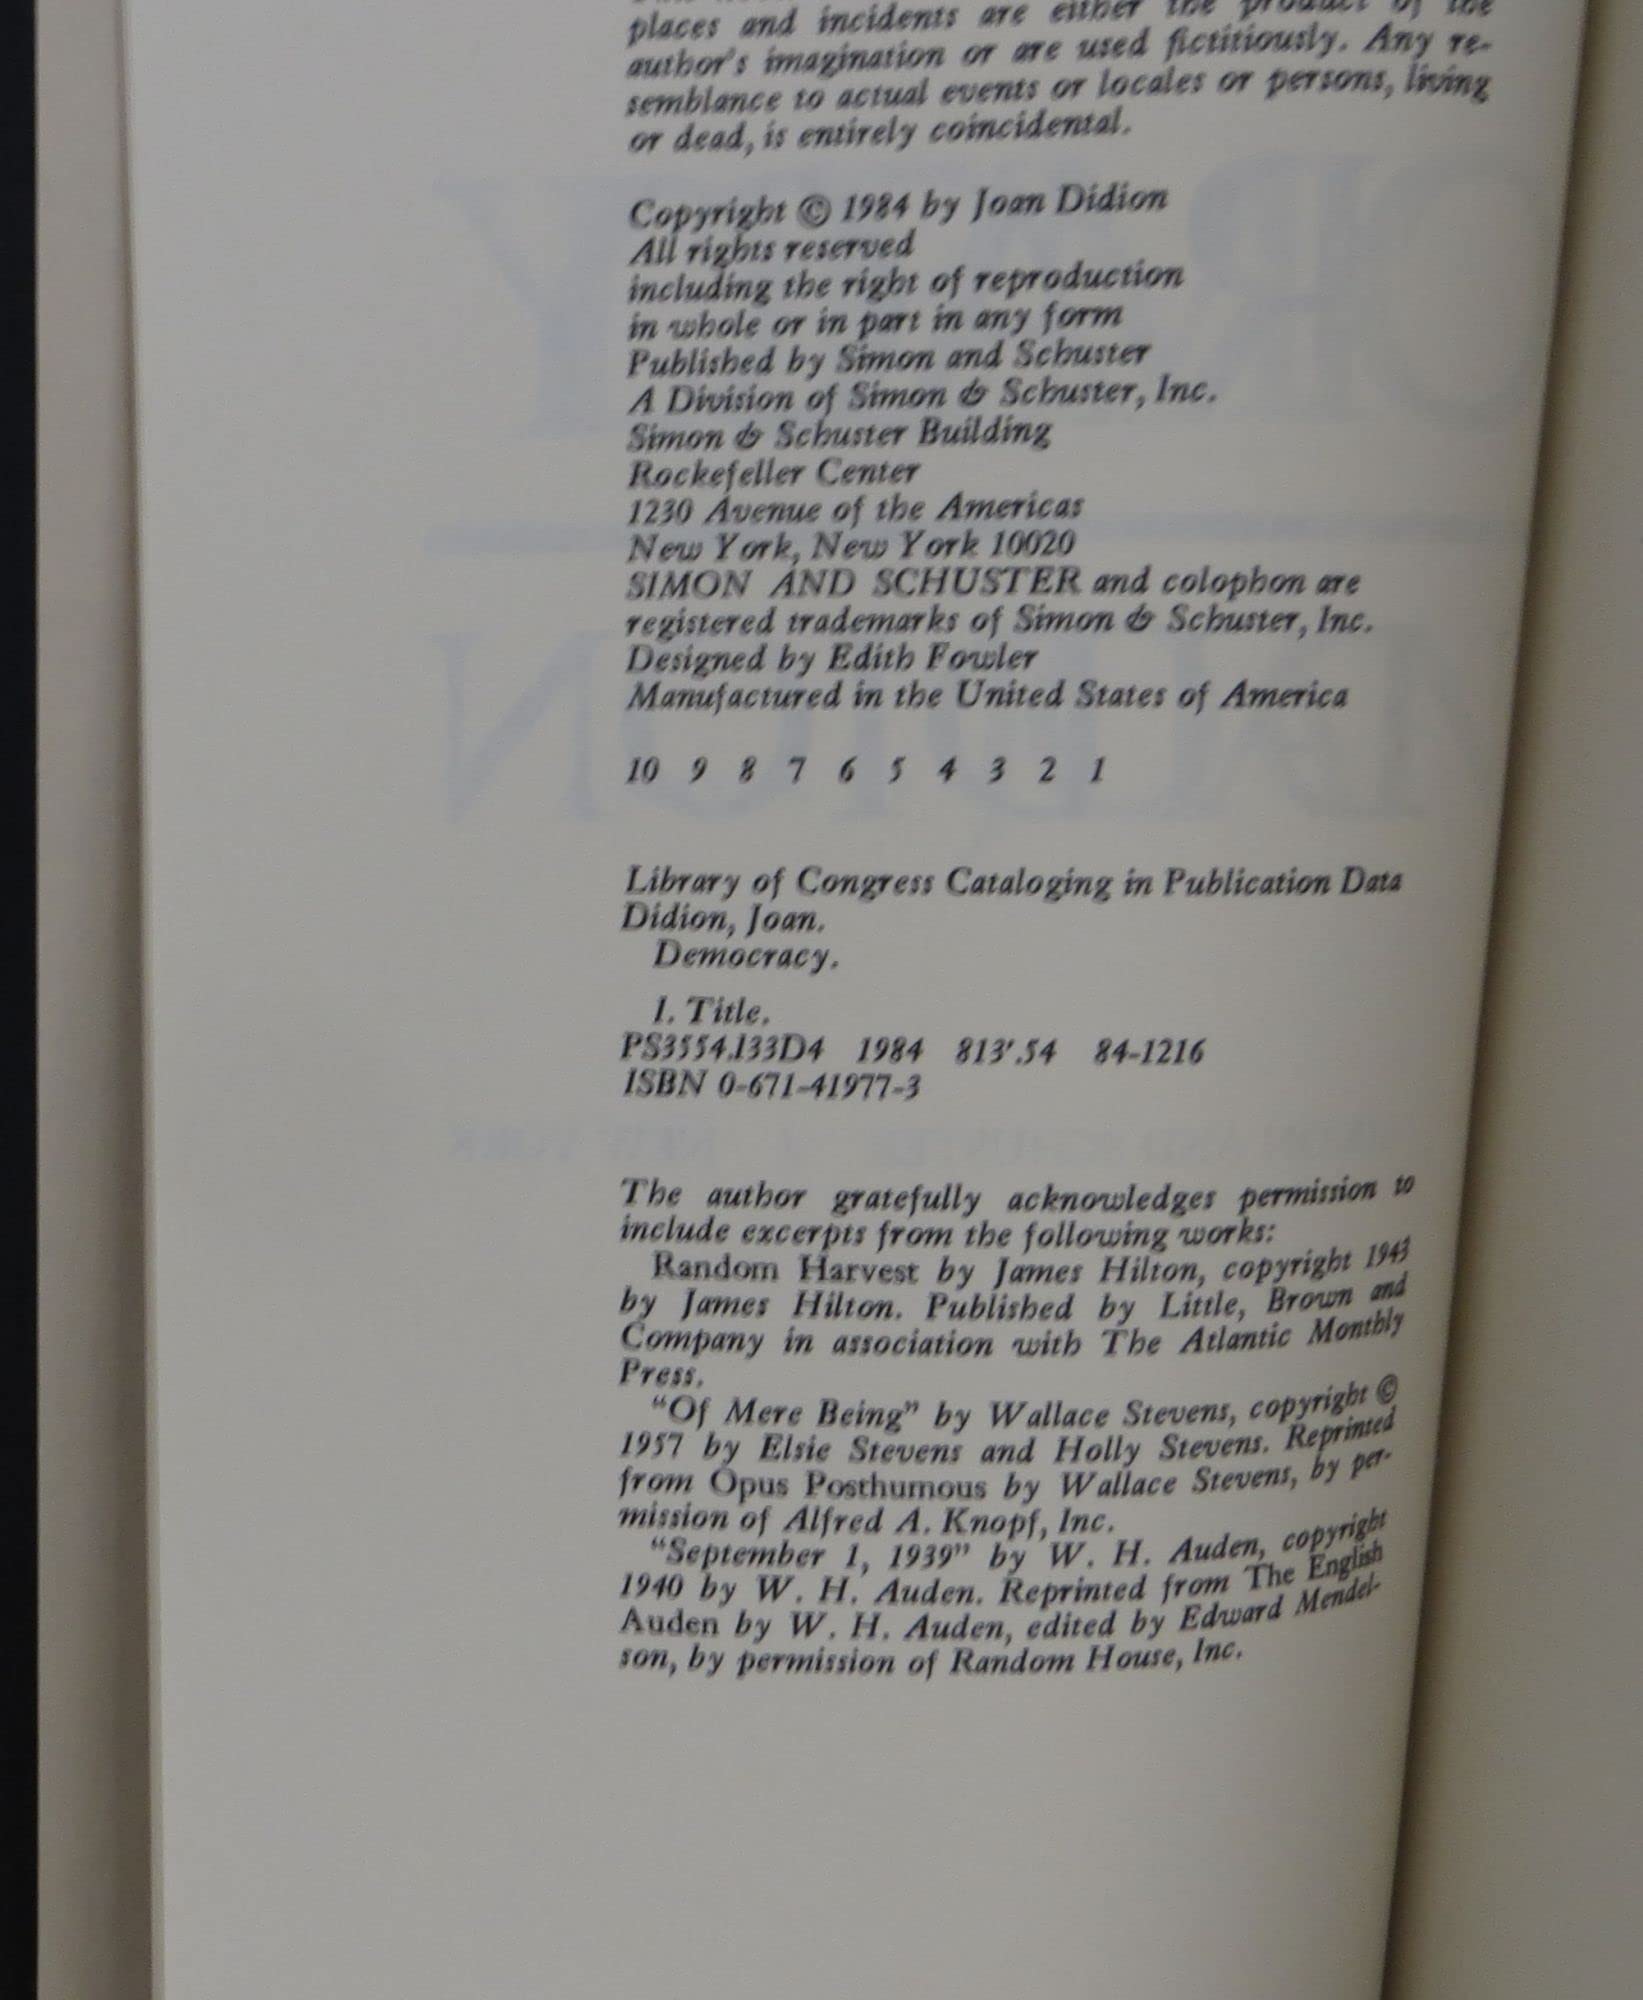 places and incidents are either the product of the
author's imagination or are used fictitiously. Any re-
semblance to actual events or locales or persons, living
or dead, is entirely coincidental.
Copyright © 1984 by Joan Didion
All rights reserved
including the right of reproduction
in whole or in part in any form
Published by Simon and Schuster
A Division of Simon & Schuster, Inc.
Simon & Schuster Building
Rockefeller Center
1230 Avenue of the Americas
New York, New York 10020
SIMON AND SCHUSTER and colophon are
registered trademarks of Simon & Schuster, Inc.
Designed by Edith Fowler
Manufactured in the United States of America
10 9 8 7 6 5 4 3 2 1
Library of Congress Cataloging in Publication Data
Didion, Joan.
Democracy.
I. Title.
PS3554.I33D4 1984 813'.54 84-1216
ISBN 0-671-41977-3
The author gratefully acknowledges permission to
include excerpts from the following works:
Random Harvest by James Hilton, copyright 1943
by James Hilton. Published by Little, Brown and
Company in association with The Atlantic Monthly
Press.
"Of Mere Being" by Wallace Stevens, copyright ©
1957 by Elsie Stevens and Holly Stevens. Reprinted
from Opus Posthumous by Wallace Stevens, by per-
mission of Alfred A. Knopf, Inc.
"September 1, 1939" by W. H. Auden, copyright
1940 by W. H. Auden. Reprinted from The English
Auden by W. H. Auden, edited by Edward Mendel-
son, by permission of Random House, Inc.